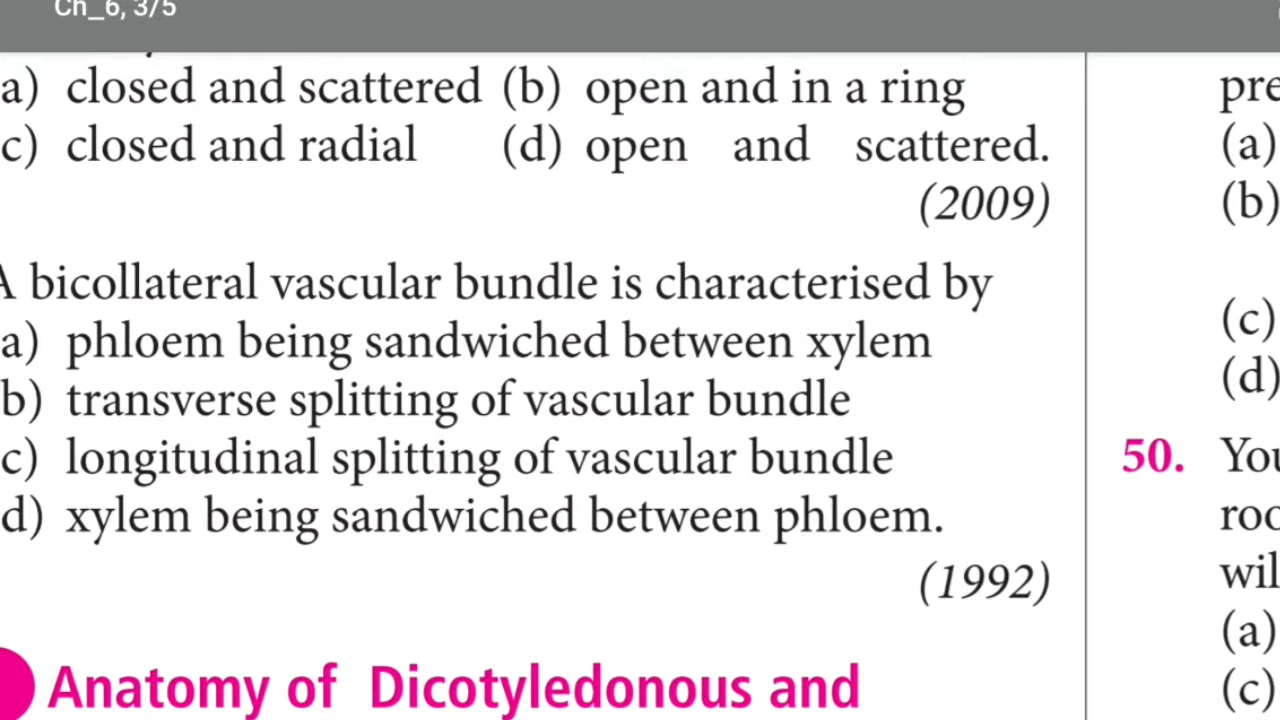 Ch_6, 3/5
a) closed and scattered (b) open and in a ring
c) closed and radial (d) open and scattered.
(2009)
A bicollateral vascular bundle is characterised by
a) phloem being sandwiched between xylem
b) transverse splitting of vascular bundle
c) longitudinal splitting of vascular bundle
d) xylem being sandwiched between phloem.
(1992)
Anatomy of Dicotyledonous and
pre
(a)
(b)
(c)
(d)
50. You
roo
wil
(a)
(c)